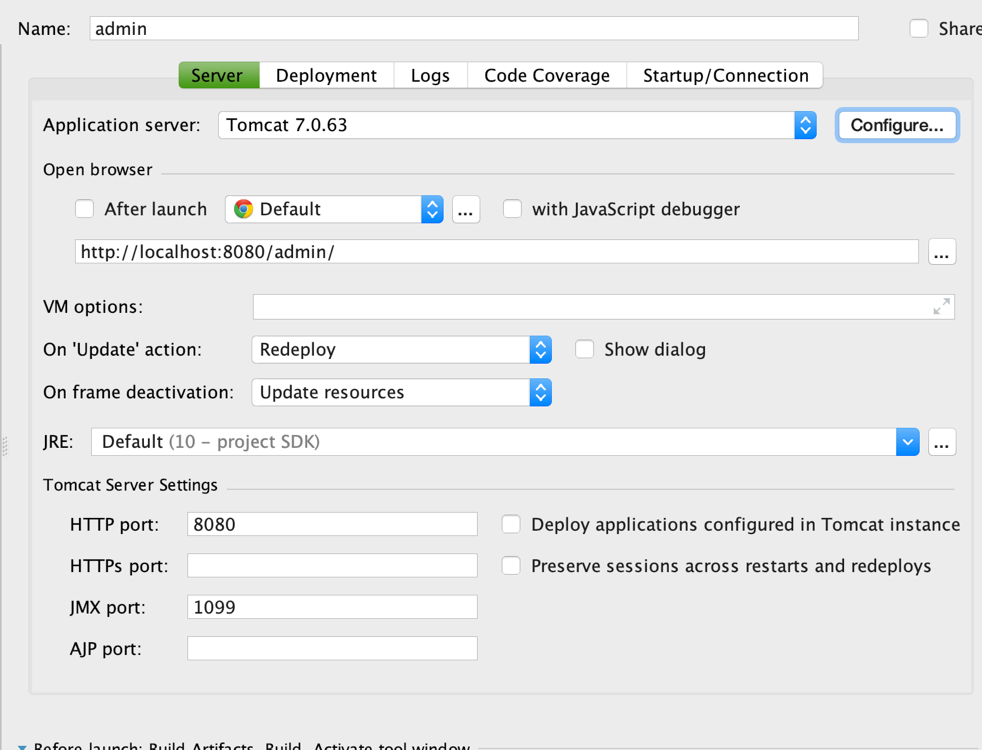 Name: admin Share
Server Deployment Logs Code Coverage Startup/Connection
Application server: Tomcat 7.0.63 Configure...
Open browser
After launch Default ... with JavaScript debugger
http://localhost:8080/admin/ ...
VM options:
On 'Update' action: Redeploy Show dialog
On frame deactivation: Update resources
JRE: Default (10 – project SDK) ...
Tomcat Server Settings
HTTP port: 8080 Deploy applications configured in Tomcat instance
HTTPs port: Preserve sessions across restarts and redeploys
JMX port: 1099
AJP port:
Before launch: Build Artifacts, Build, Activate tool window